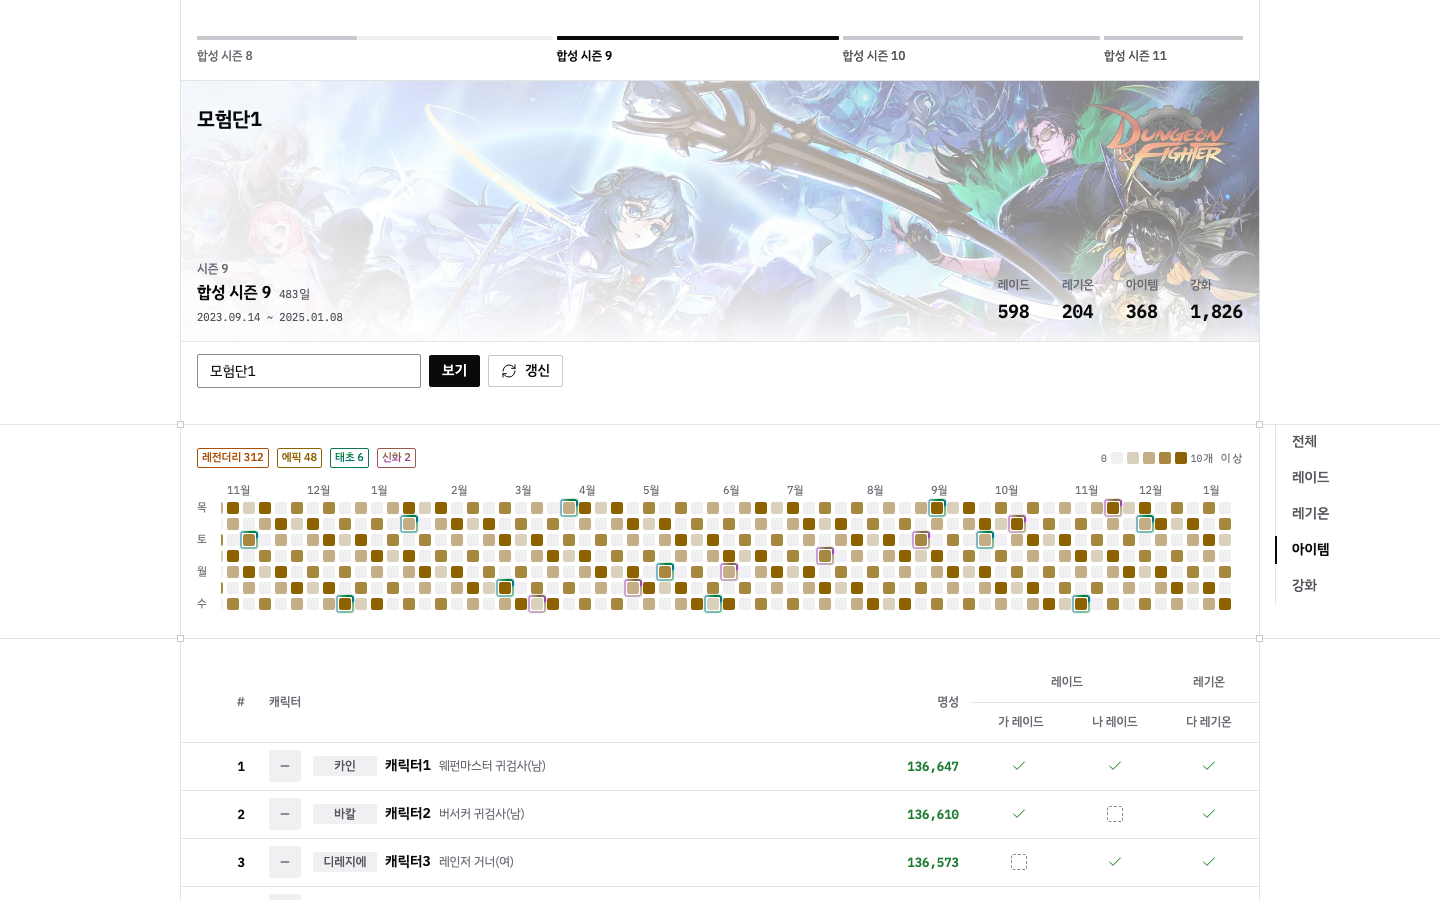 합성 시즌 8
합성 시즌 9
합성 시즌 10
합성 시즌 11
모험단1
DUNGEON & FIGHTER
시즌 9
합성 시즌 9 483일
2023.09.14 ~ 2025.01.08
레이드 레기온 아이템 강화
598 204 368 1,826
모험단1 보기 갱신
전체
레이드
레기온
아이템
강화
레전더리 312 에픽 48 태초 6 신화 2
0 10개 이상
11월 12월 1월 2월 3월 4월 5월 6월 7월 8월 9월 10월 11월 12월 1월
목
토
월
수
# 캐릭터 명성 레이드 레기온
가 레이드 나 레이드 다 레기온
1 카인 캐릭터1 웨펀마스터 귀검사(남) 136,647
2 바칼 캐릭터2 버서커 귀검사(남) 136,610
3 디레지에 캐릭터3 레인저 거너(여) 136,573